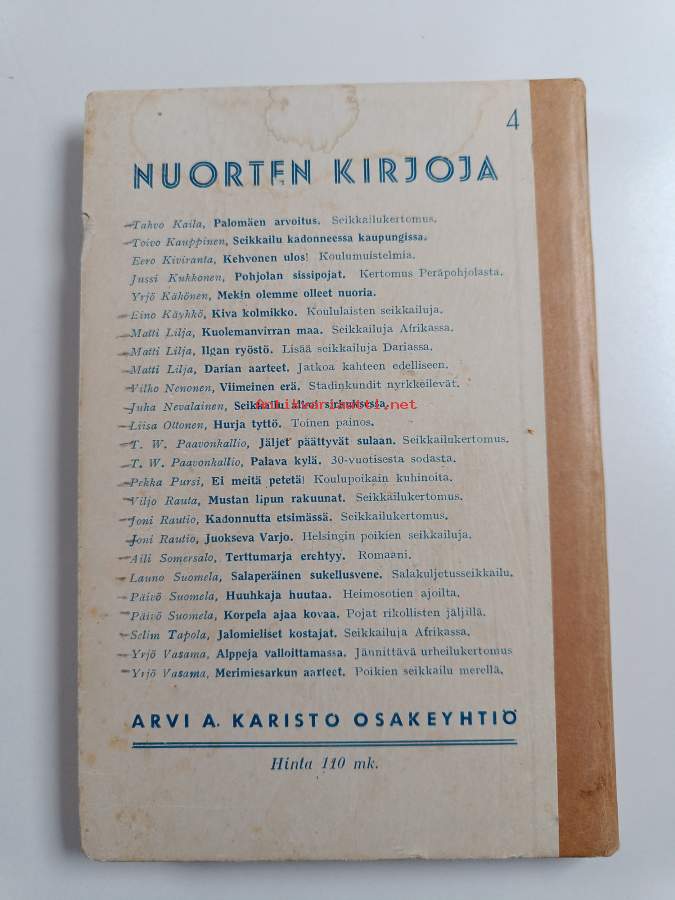 4
NUORTEN KIRJOJA
Tahvo Kaila, Palomäen arvoitus. Seikkailukertomus.
Toivo Kauppinen, Seikkailu kadonneessa kaupungissa.
Eero Kiviranta, Kehvonen ulos! Koulumuistelmia.
Jussi Kukkonen, Pohjolan sissipojat. Kertomus Peräpohjolasta.
Yrjö Käkönen, Mekin olemme olleet nuoria.
Eino Käyhkö, Kiva kolmikko. Koululaisten seikkailuja.
Matti Lilja, Kuolemanvirran maa. Seikkailuja Afrikassa.
Matti Lilja, Ilgan ryöstö. Lisää seikkailuja Dariassa.
Matti Lilja, Darian aarteet. Jatkoa kahteen edelliseen.
Vilho Nenonen, Viimeinen erä. Stadinkundit nyrkkeilevät.
Juha Nevalainen, Seikkailu sirkuksessa.
Antikvariaatti.net
Liisa Ottonen, Hurja tyttö. Toinen painos.
T. W. Paavonkallio, Jäljet päättyvät sulaan. Seikkailukertomus.
T. W. Paavonkallio, Palava kylä. 30-vuotisesta sodasta.
Pekka Pursi, Ei meitä petetä! Koulupoikain kuhinoita.
Viljo Rauta, Mustan lipun rakuunat. Seikkailukertomus.
Joni Rautio, Kadonnutta etsimässä. Seikkailukertomus.
Joni Rautio, Juokseva Varjo. Helsingin poikien seikkailuja.
Aili Somersalo, Terttumarja erehtyy. Romaani.
Launo Suomela, Salaperäinen sukellusvene. Salakuljetusseikkailu.
Päivö Suomela, Huuhkaja huutaa. Heimosotien ajoilta.
Päivö Suomela, Korpela ajaa kovaa. Pojat rikollisten jäljillä.
Selim Tapola, Jalomieliset kostajat. Seikkailuja Afrikassa.
Yrjö Vasama, Alppeja valloittamassa. Jännittävä urheilukertomus
Yrjö Vasama, Merimiesarkun aarteet. Poikien seikkailu merellä.
ARVI A. KARISTO OSAKEYHTIÖ
Hinta 110 mk.